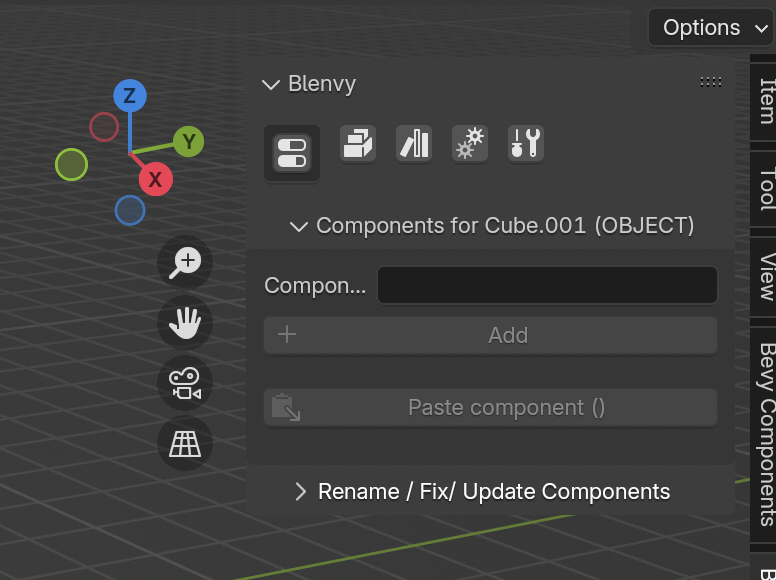 Options
Blenvy
Z
Y
X
Components for Cube.001 (OBJECT)
Compon...
Add
Paste component ()
Rename / Fix/ Update Components
Item
Tool
View
Bevy Components